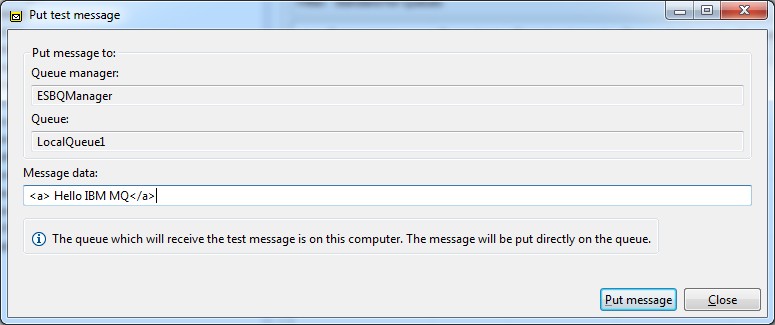 Put test message
Put message to:
Queue manager:
ESBQManager
Queue:
LocalQueue1
Message data:
<a> Hello IBM MQ</a>
The queue which will receive the test message is on this computer. The message will be put directly on the queue.
Put message Close